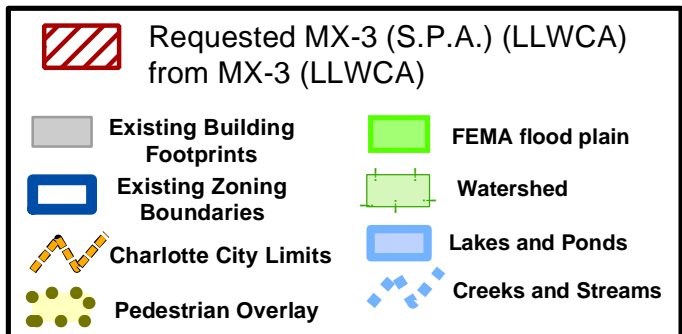 Requested MX-3 (S.P.A.) (LLWCA)
from MX-3 (LLWCA)
Existing Building
Footprints
Existing Zoning
Boundaries
Charlotte City Limits
Pedestrian Overlay
FEMA flood plain
Watershed
Lakes and Ponds
Creeks and Streams